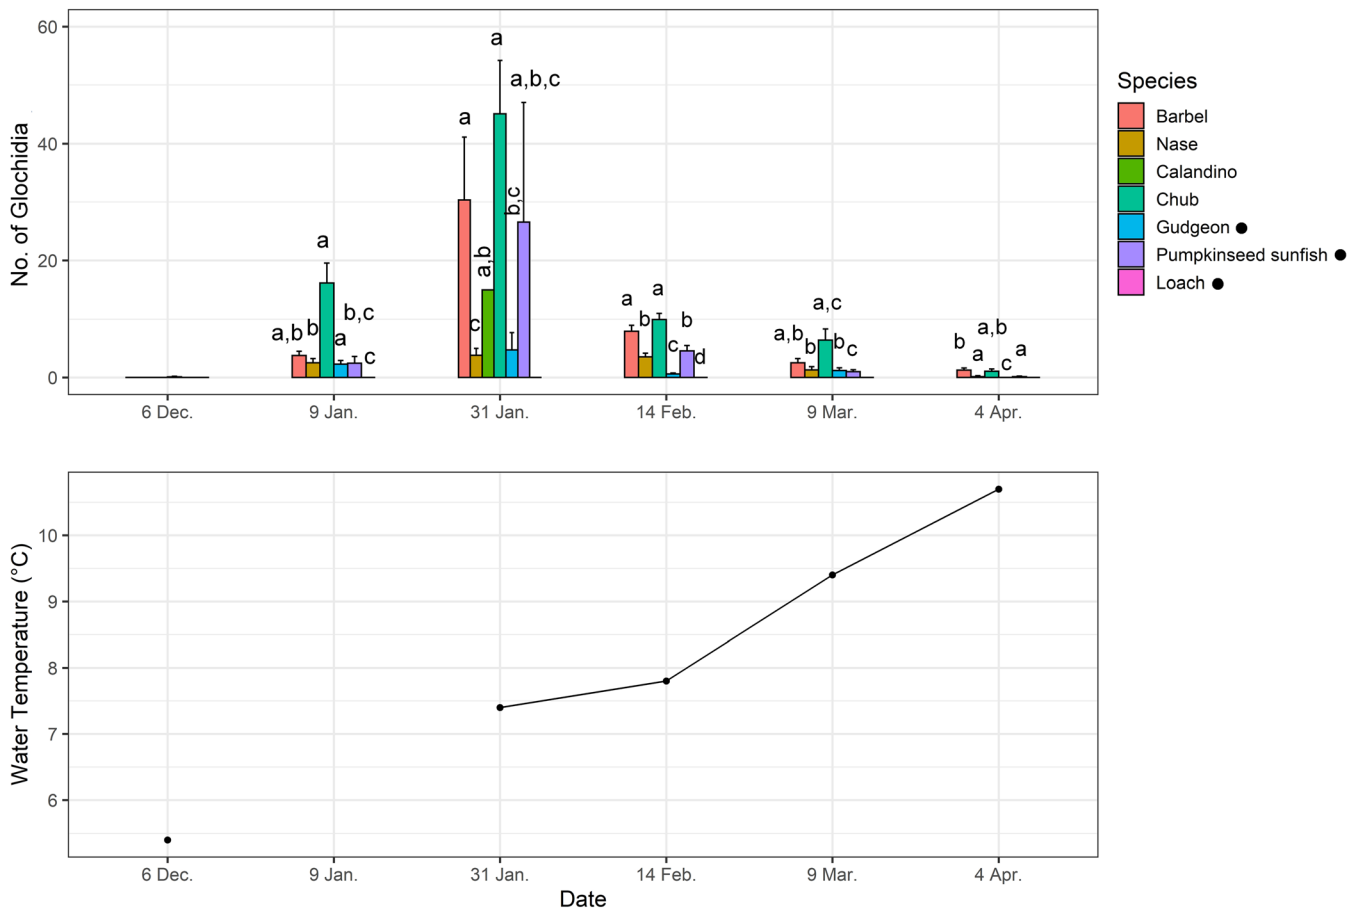 60
40
20
0
No. of Glochidia
a,b
b
a
a
b,c
c
a
c
a,b
a
b,c
a,b,c
a
b
a
c
b
d
a,b
b
a,c
b
c
b
a
a,b
c
a
6 Dec.
9 Jan.
31 Jan.
14 Feb.
9 Mar.
4 Apr.
Species
Barbel
Nase
Calandino
Chub
Gudgeon ●
Pumpkinseed sunfish ●
Loach ●
10
9
8
7
6
Water Temperature (°C)
6 Dec.
9 Jan.
31 Jan.
14 Feb.
9 Mar.
4 Apr.
Date